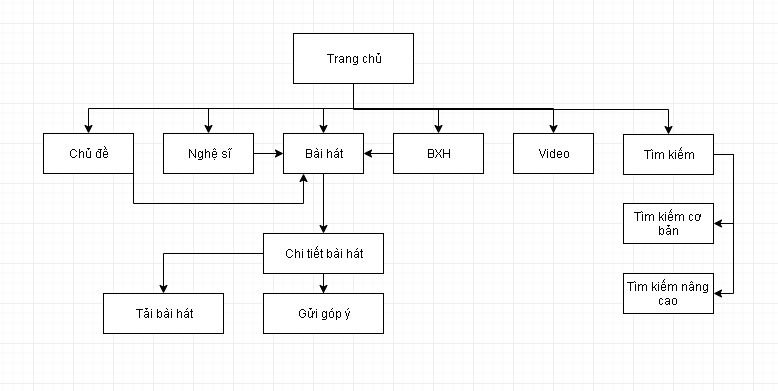 Trang chủ
Chủ đề
Nghệ sĩ
Bài hát
BXH
Video
Tìm kiếm
Tìm kiếm cơ
bản
Chi tiết bài hát
Tìm kiếm nâng
cao
Tải bài hát
Gửi góp ý